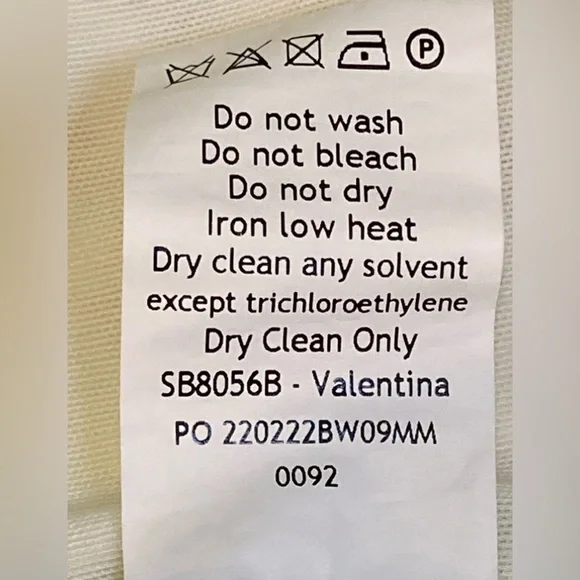 P
Do not wash
Do not bleach
Do not dry
Iron low heat
Dry clean any solvent
except trichloroethylene
Dry Clean Only
SB8056B - Valentina
PO 220222BW09MM
0092